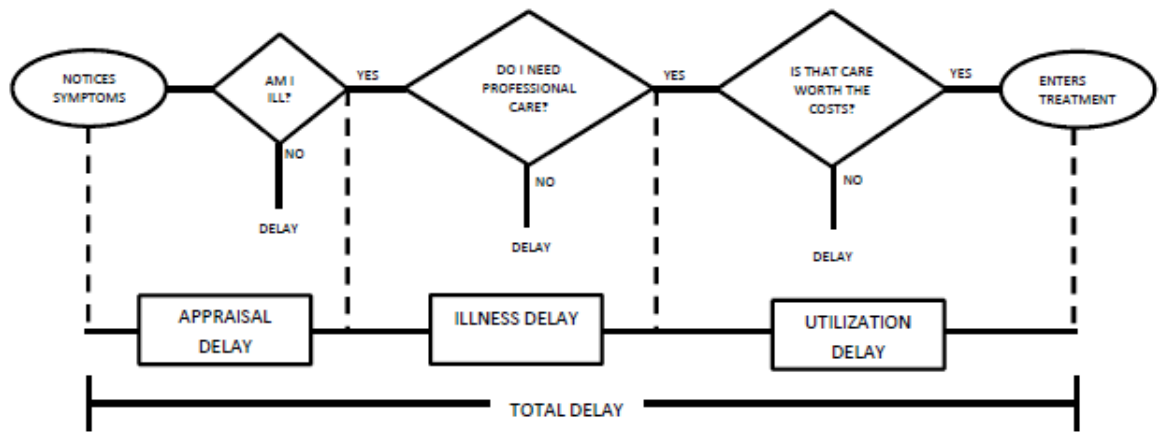 NOTICES
SYMPTOMS
AM I
ILL?
YES
NO
DELAY
DO I NEED
PROFESSIONAL
CARE?
YES
NO
DELAY
IS THAT CARE
WORTH THE
COSTS?
YES
NO
DELAY
ENTERS
TREATMENT
APPRAISAL
DELAY
ILLNESS DELAY
UTILIZATION
DELAY
TOTAL DELAY